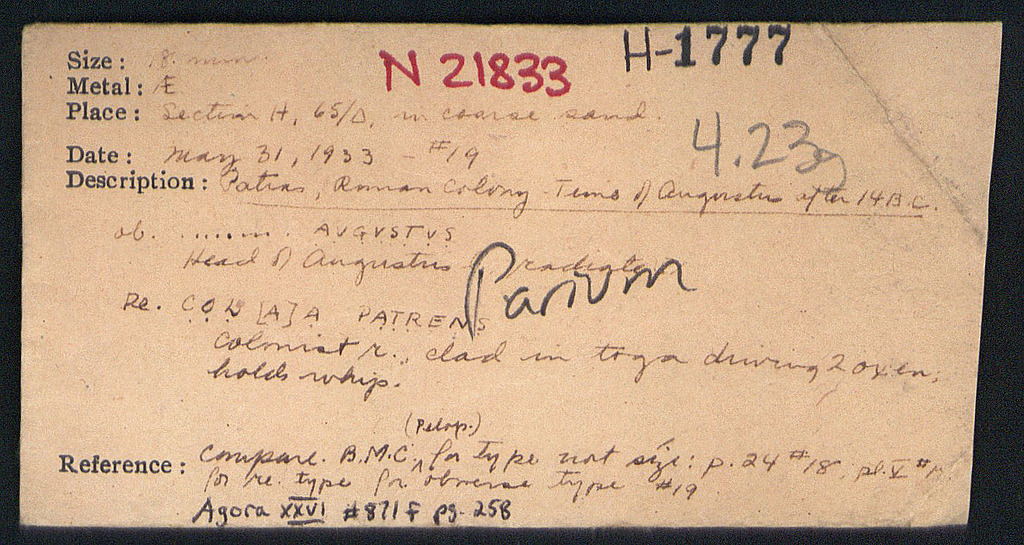 H-1777
N 21833
Size : 18. mm.
Metal : Æ
Place : Section H, 65/Δ, in coarse sand.
4.23g
Date : May 31, 1933 - #19
Description : Patras, Roman Colony - Time of Augustus after 14 B.C.
ob. ....... AVGVSTVS
Head of Augustus radiate
Parium
Re. [A]A PATRENS
Colonist r., clad in toga driving 2 oxen,
holds whip.
(Pelop.)
Reference : Compare. B.M.C. ^ for type not size: p. 24 #18, pl. V
for re. type for obverse type #19
Agora XXVI #871f pg. 258